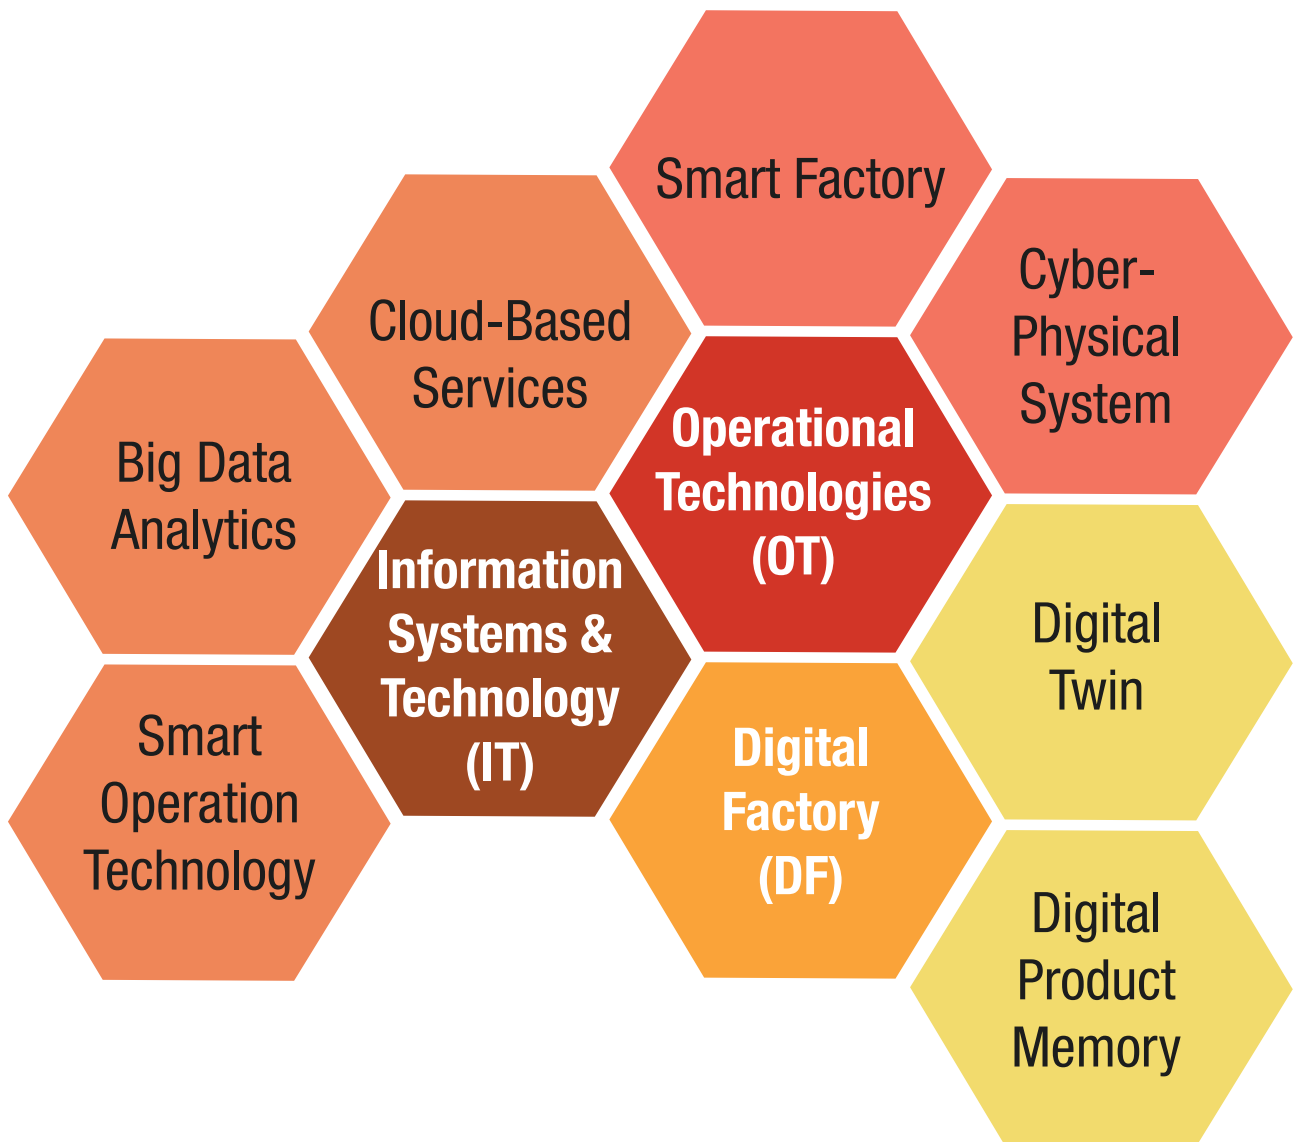 Smart Factory
Cyber-
Physical
System
Cloud-Based
Services
Operational
Technologies
(OT)
Big Data
Analytics
Information
Systems &
Technology
(IT)
Digital
Twin
Smart
Operation
Technology
Digital
Factory
(DF)
Digital
Product
Memory